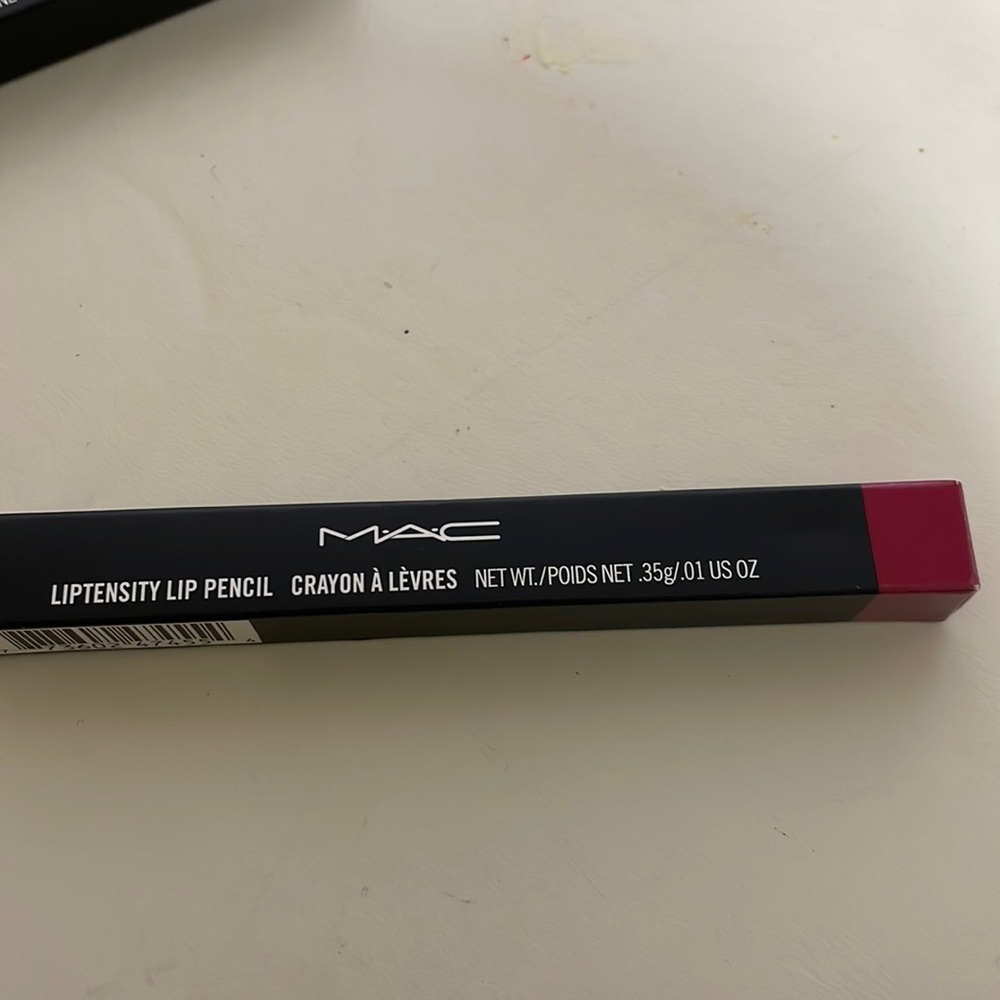 M·A·C
LIPTENSITY LIP PENCIL CRAYON À LÈVRES NET WT./POIDS NET .35g/.01 US OZ